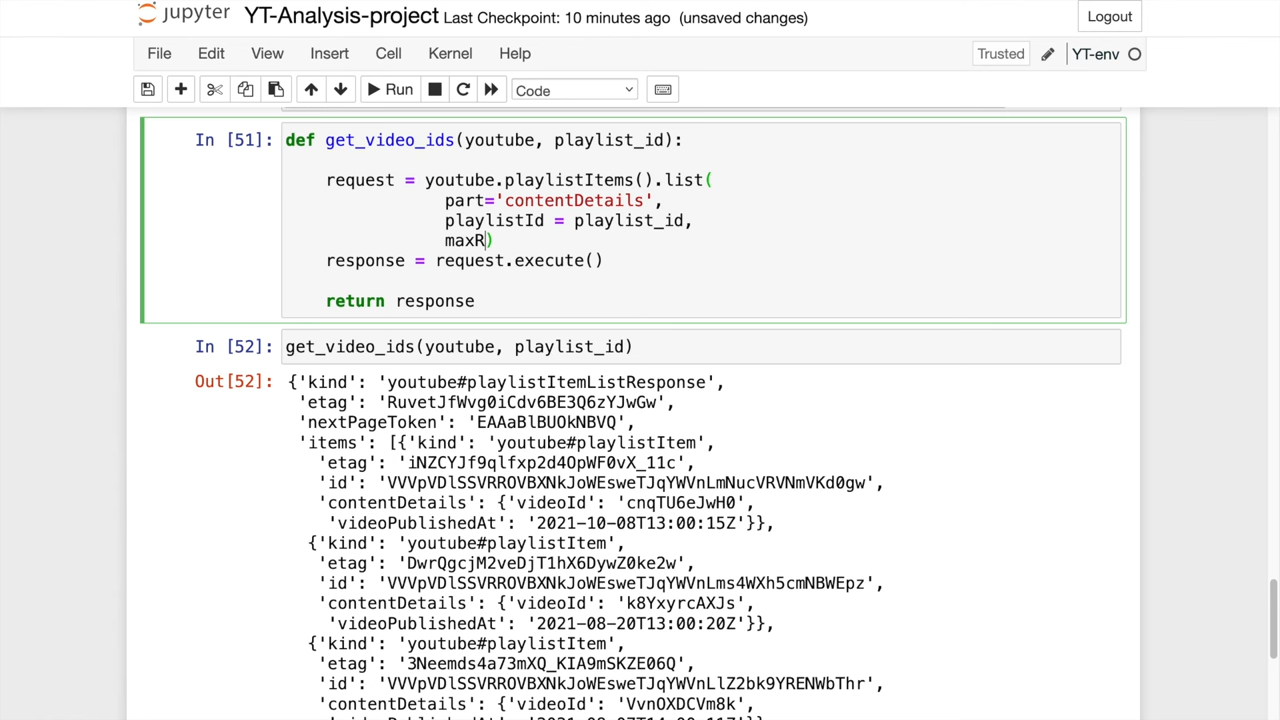 jupyter YT-Analysis-project Last Checkpoint: 10 minutes ago (unsaved changes) Logout
File Edit View Insert Cell Kernel Help Trusted YT-env
Run Code
In [51]: def get_video_ids(youtube, playlist_id):
request = youtube.playlistItems().list(
part='contentDetails',
playlistId = playlist_id,
maxR)
response = request.execute()
return response
In [52]: get_video_ids(youtube, playlist_id)
Out[52]: {'kind': 'youtube#playlistItemListResponse',
'etag': 'RuvetJfWvg0iCdv6BE3Q6zYJwGw',
'nextPageToken': 'EAAaBlBUOkNBVQ',
'items': [{'kind': 'youtube#playlistItem',
'etag': 'iNZCYJf9qlfxp2d4OpWF0vX_11c',
'id': 'VVVpVDlSSVRROVBXNkJoWEsweTJqYWVnLmNucVRVNmVKd0gw',
'contentDetails': {'videoId': 'cnqTU6eJwH0',
'videoPublishedAt': '2021-10-08T13:00:15Z'}},
{'kind': 'youtube#playlistItem',
'etag': 'DwrQgcjM2veDjT1hX6DywZ0ke2w',
'id': 'VVVpVDlSSVRROVBXNkJoWEsweTJqYWVnLms4WXh5cmNBWEpz',
'contentDetails': {'videoId': 'k8YxyrcAXJs',
'videoPublishedAt': '2021-08-20T13:00:20Z'}},
{'kind': 'youtube#playlistItem',
'etag': '3Neemds4a73mXQ_KIA9mSKZE06Q',
'id': 'VVVpVDlSSVRROVBXNkJoWEsweTJqYWVnLlZ2bk9YRENWbThr',
'contentDetails': {'videoId': 'VvnOXDCVm8k',